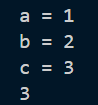 a = 1
b = 2
c = 3
3